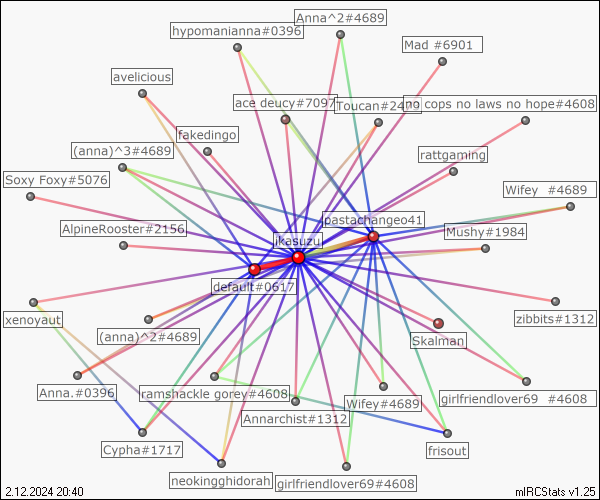 Anna^2#4689
hypomanianna#0396
Mad #6901
avelicious
ace deucy#7097
Toucan#24
no cops no laws no hope#4608
fakedingo
(anna)^3#4689
rattgaming
Soxy Foxy#5076
Wifey #4689
pastachangeo41
AlpineRooster#2156
Mushy#1984
ikasuzu
default#0617
zibbits#1312
xenoyaut
(anna)^2#4689
Skalman
Anna.#0396
ramshackle gorey#4608
Wifey#4689
girlfriendlover69 #4608
Annarchist#1312
Cypha#1717
frisout
neokingghidorah
girlfriendlover69#4608
2.12.2024 20:40
mIRCStats v1.25